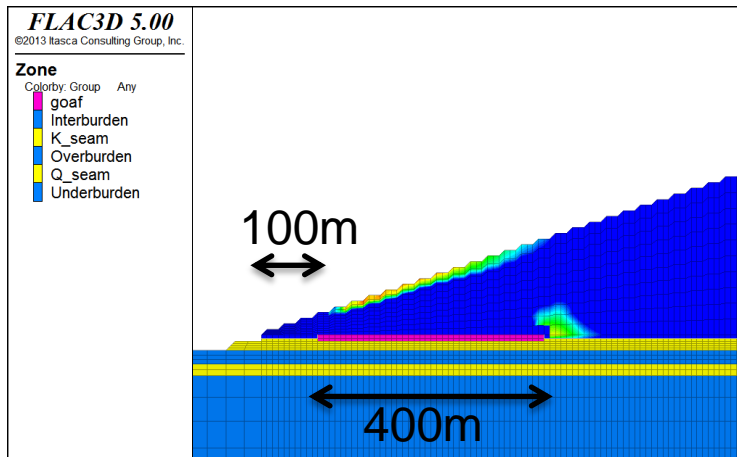 FLAC3D 5.00
©2013 Itasca Consulting Group, Inc.
Zone
Colorby: Group Any
goaf
Interburden
K_seam
Overburden
Q_seam
Underburden
100m
400m